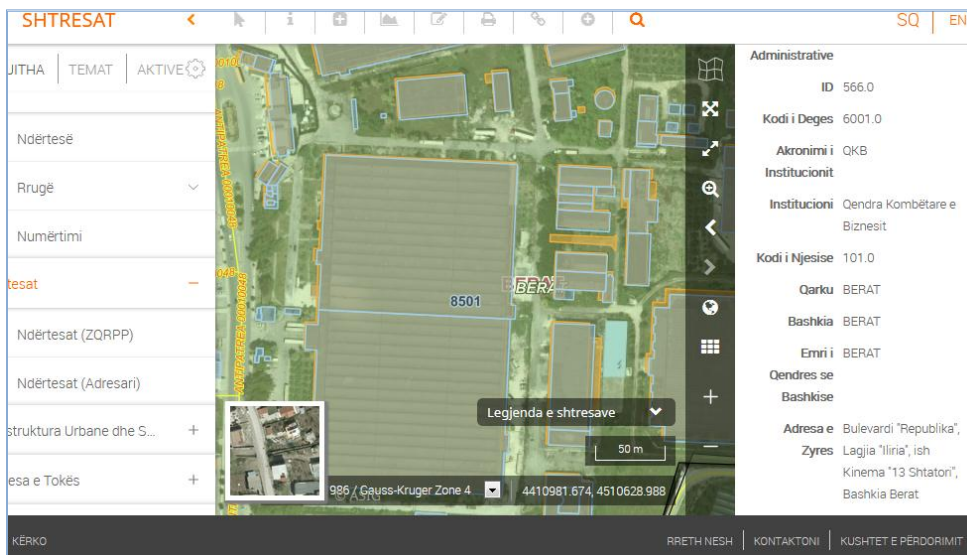 SHTRESAT
SQ
EN
JITHA
TEMAT
AKTIVE
Ndërtesë
Rrugë
Numërtimi
tesat
Ndërtesat (ZQRPP)
Ndërtesat (Adresari)
struktura Urbane dhe S...
esa e Tokës
BERAT
8501
Legjenda e shtresave
50 m
986 / Gauss-Kruger Zone 4
4410981.674, 4510628.988
Administrative
ID 566.0
Kodi i Deges 6001.0
Akronimi i QKB
Institucionit
Institucioni Qendra Kombëtare e
Biznesit
Kodi i Njesise 101.0
Qarku BERAT
Bashkia BERAT
Emri i BERAT
Qendres se
Bashkise
Adresa e Bulevardi "Republika",
Zyres Lagjia "Iliria", ish
Kinema "13 Shtatori",
Bashkia Berat
KËRKO
RRETH NESH
KONTAKTONI
KUSHTET E PËRDORIMIT